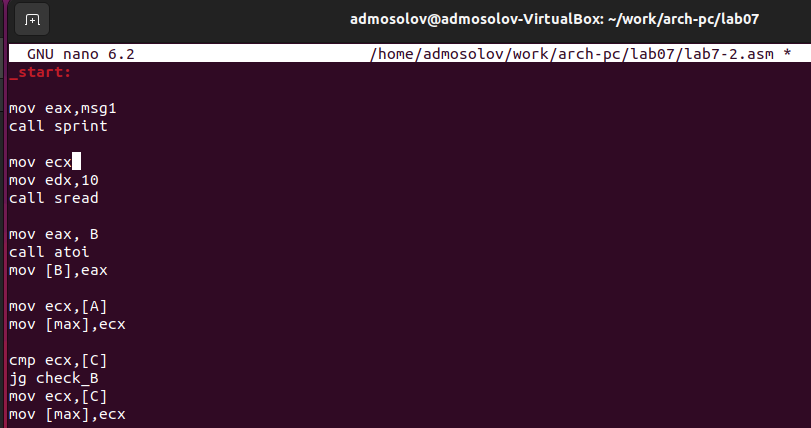 admosolov@admosolov-VirtualBox: ~/work/arch-pc/lab07
GNU nano 6.2 /home/admosolov/work/arch-pc/lab07/lab7-2.asm *
_start:
mov eax,msg1
call sprint
mov ecx
mov edx,10
call sread
mov eax, B
call atoi
mov [B],eax
mov ecx,[A]
mov [max],ecx
cmp ecx,[C]
jg check_B
mov ecx,[C]
mov [max],ecx